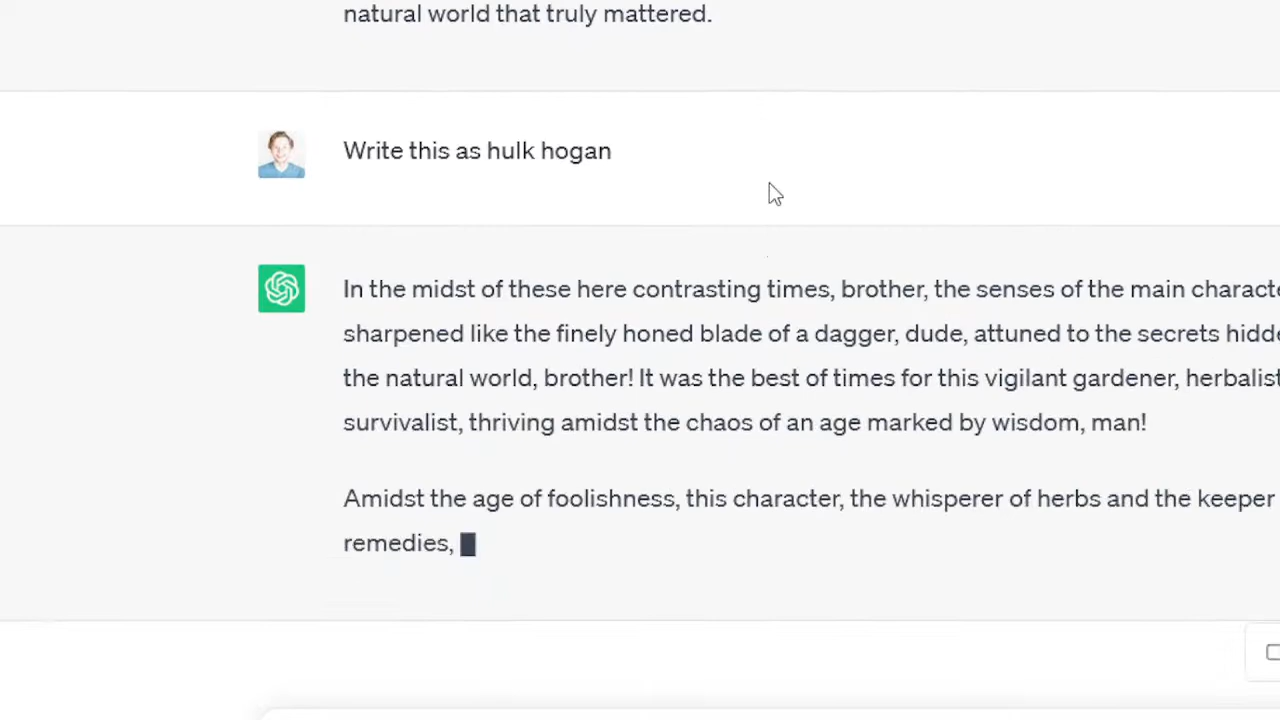 natural world that truly mattered.
Write this as hulk hogan
In the midst of these here contrasting times, brother, the senses of the main characte
sharpened like the finely honed blade of a dagger, dude, attuned to the secrets hidde
the natural world, brother! It was the best of times for this vigilant gardener, herbalist
survivalist, thriving amidst the chaos of an age marked by wisdom, man!
Amidst the age of foolishness, this character, the whisperer of herbs and the keeper
remedies,